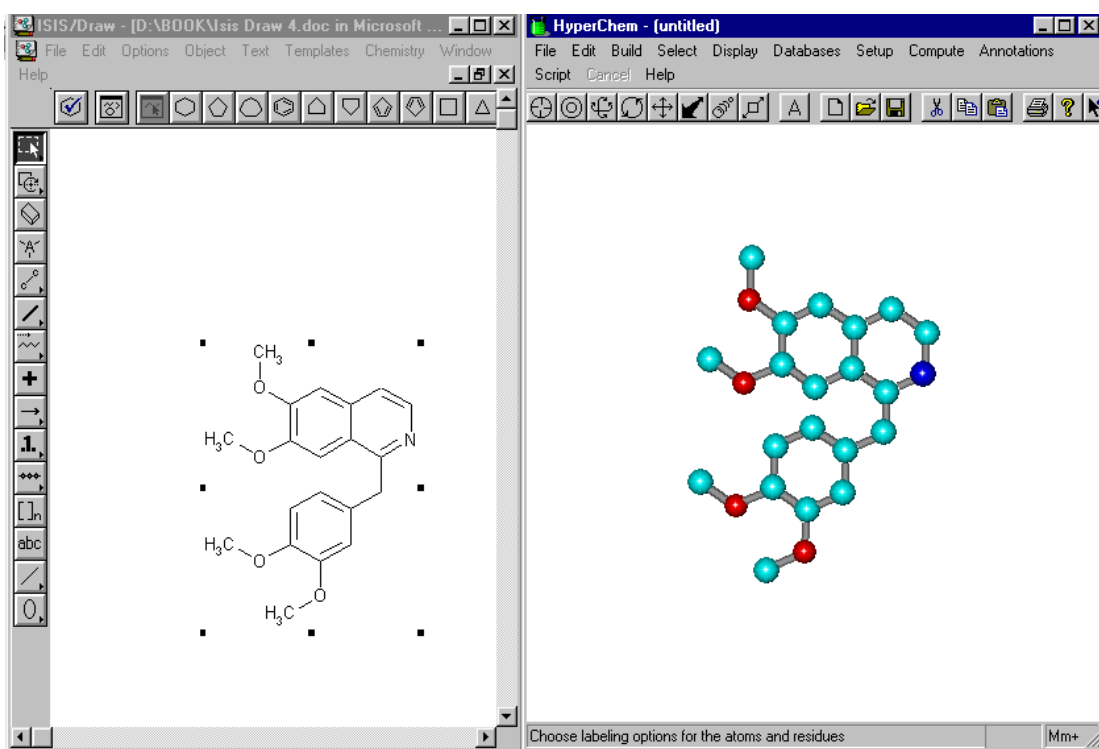 ISIS/Draw - [D:\BOOK\Isis Draw 4.doc in Microsoft ...
File Edit Options Object Text Templates Chemistry Window
Help
A
.1.
[ ]n
abc
CH3
O
H3C
O
N
H3C
O
O
H3C
HyperChem - (untitled)
File Edit Build Select Display Databases Setup Compute Annotations
Script Cancel Help
A ?
Choose labeling options for the atoms and residues
Mm+